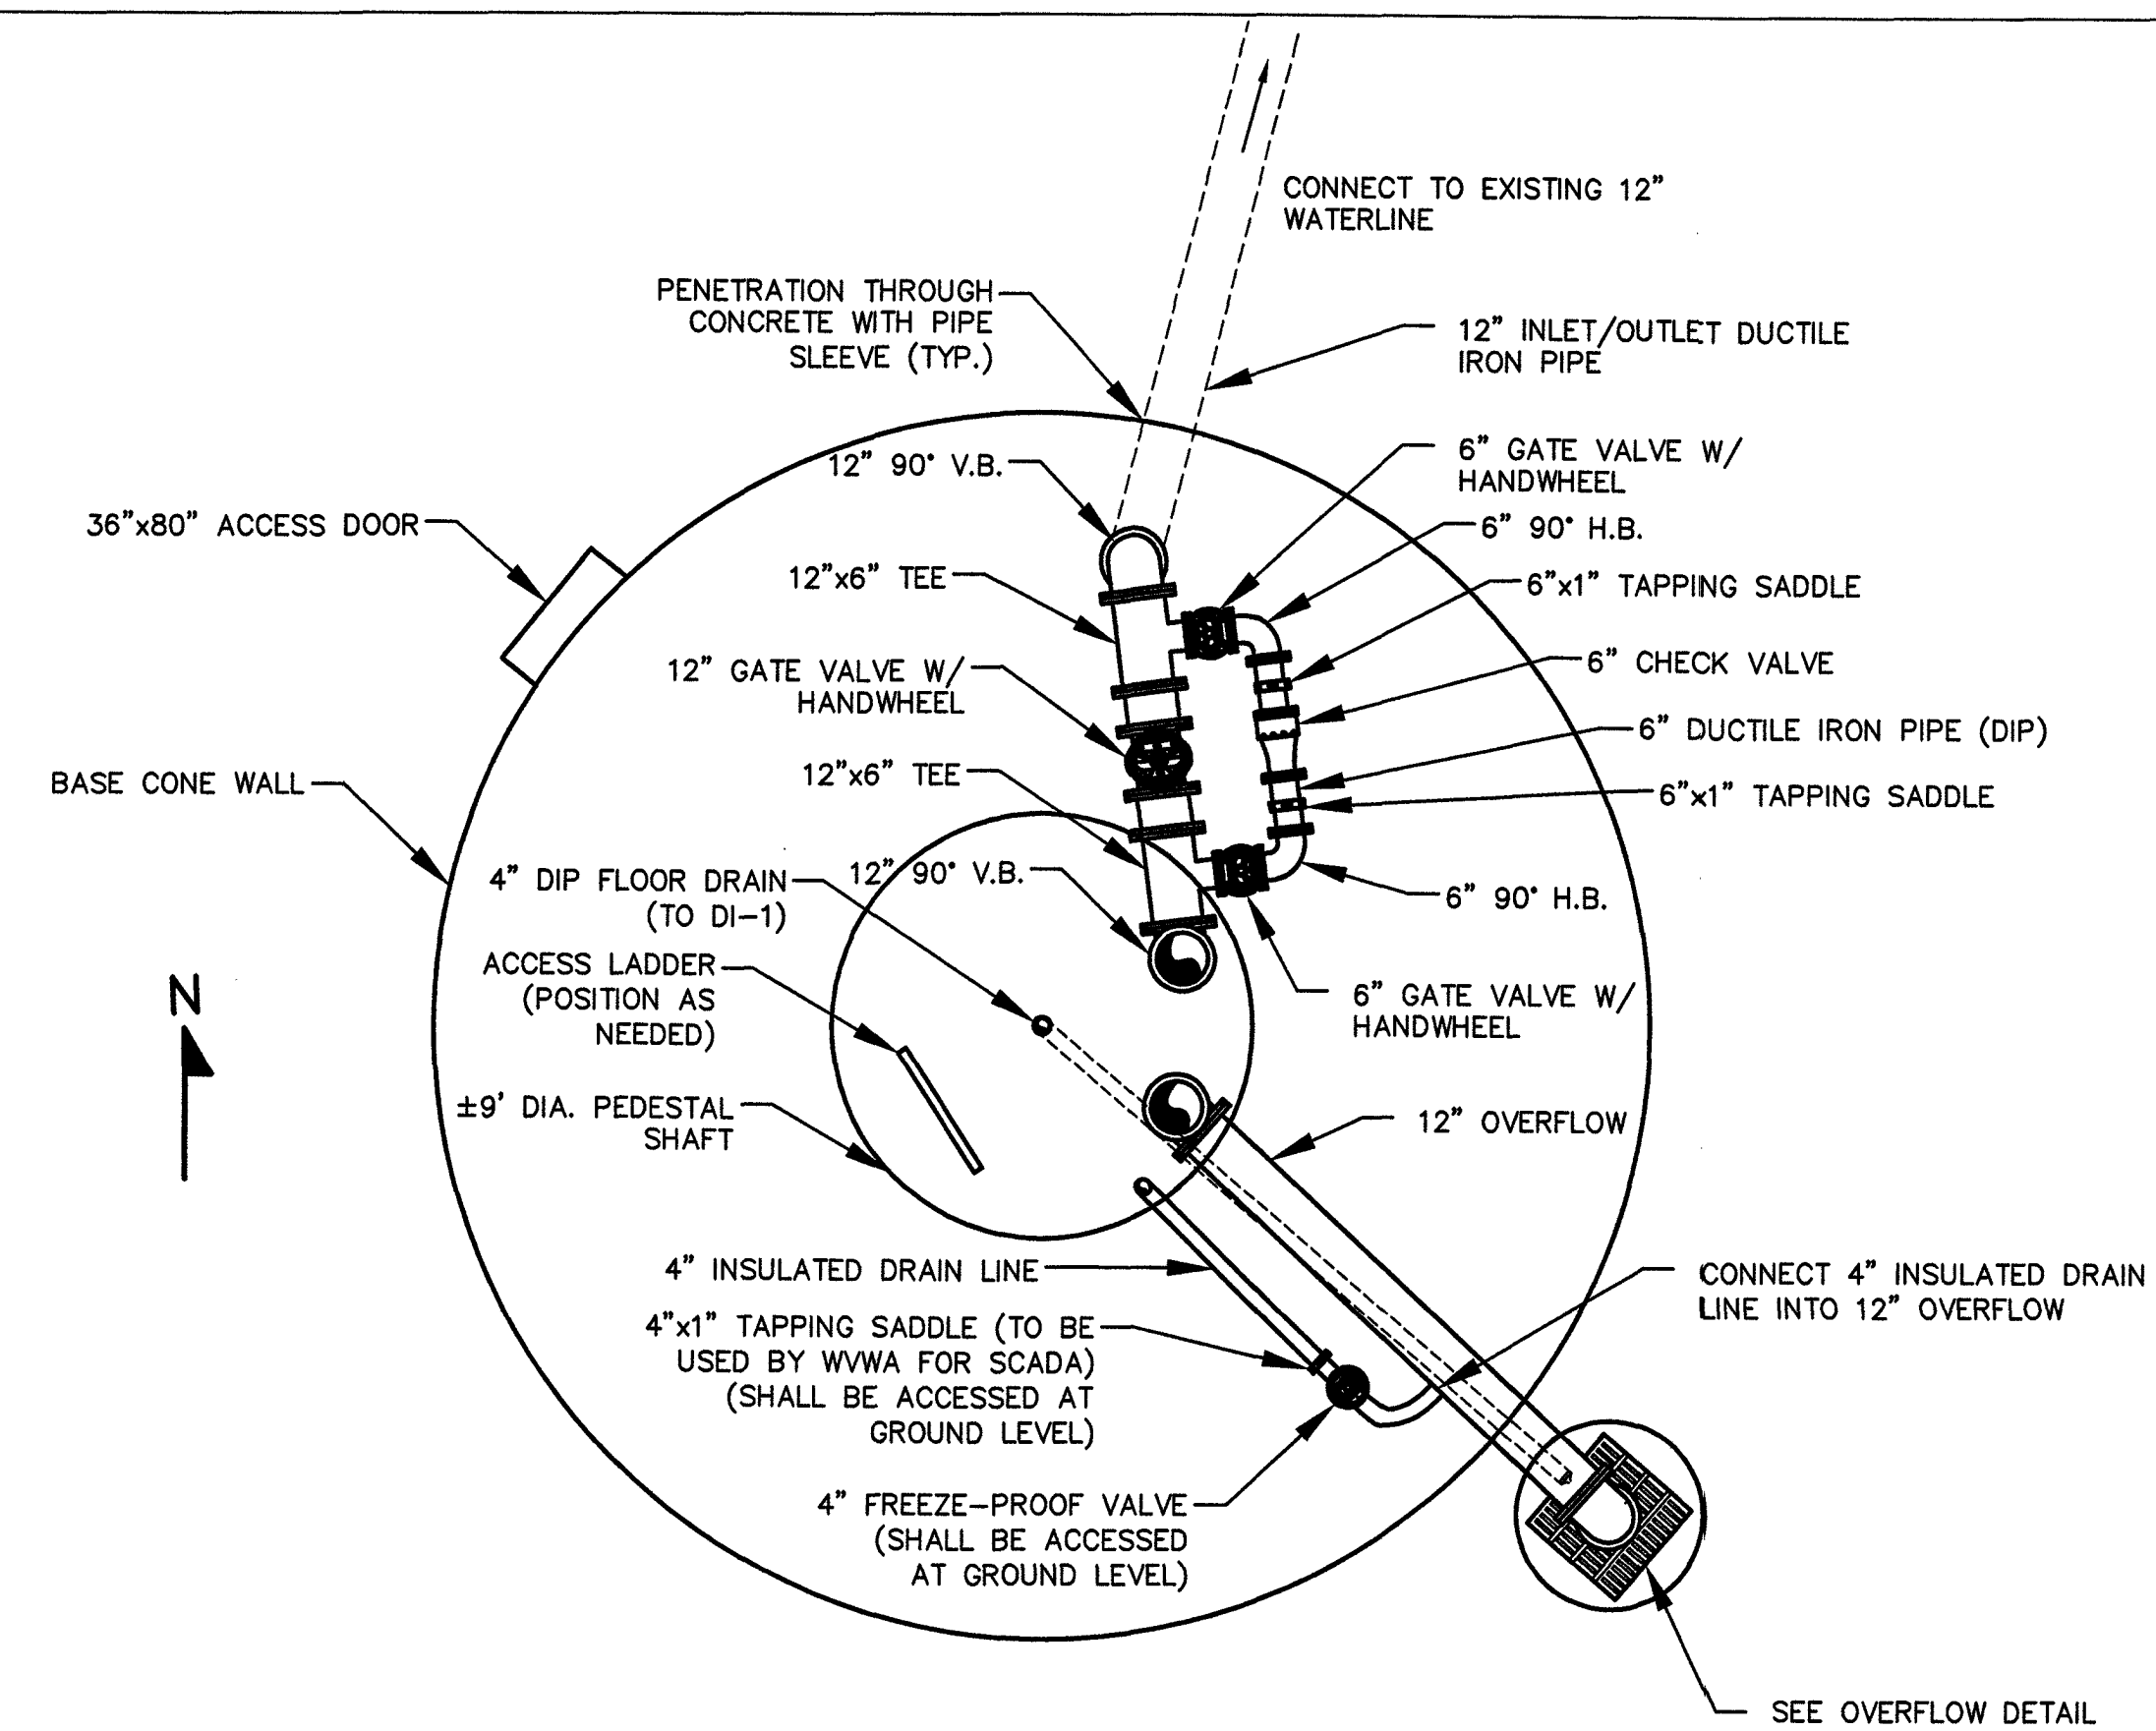 CONNECT TO EXISTING 12"
WATERLINE
PENETRATION THROUGH
CONCRETE WITH PIPE
SLEEVE (TYP.)
12" INLET/OUTLET DUCTILE
IRON PIPE
12" 90° V.B.
6" GATE VALVE W/
HANDWHEEL
36"x80" ACCESS DOOR
6" 90° H.B.
12"x6" TEE
6"x1" TAPPING SADDLE
12" GATE VALVE W/
HANDWHEEL
6" CHECK VALVE
6" DUCTILE IRON PIPE (DIP)
BASE CONE WALL
12"x6" TEE
6"x1" TAPPING SADDLE
4" DIP FLOOR DRAIN
(TO DI-1)
12" 90° V.B.
6" 90° H.B.
ACCESS LADDER
(POSITION AS
NEEDED)
N
6" GATE VALVE W/
HANDWHEEL
±9' DIA. PEDESTAL
SHAFT
12" OVERFLOW
4" INSULATED DRAIN LINE
CONNECT 4" INSULATED DRAIN
LINE INTO 12" OVERFLOW
4"x1" TAPPING SADDLE (TO BE
USED BY WVWA FOR SCADA)
(SHALL BE ACCESSED AT
GROUND LEVEL)
4" FREEZE-PROOF VALVE
(SHALL BE ACCESSED
AT GROUND LEVEL)
SEE OVERFLOW DETAIL